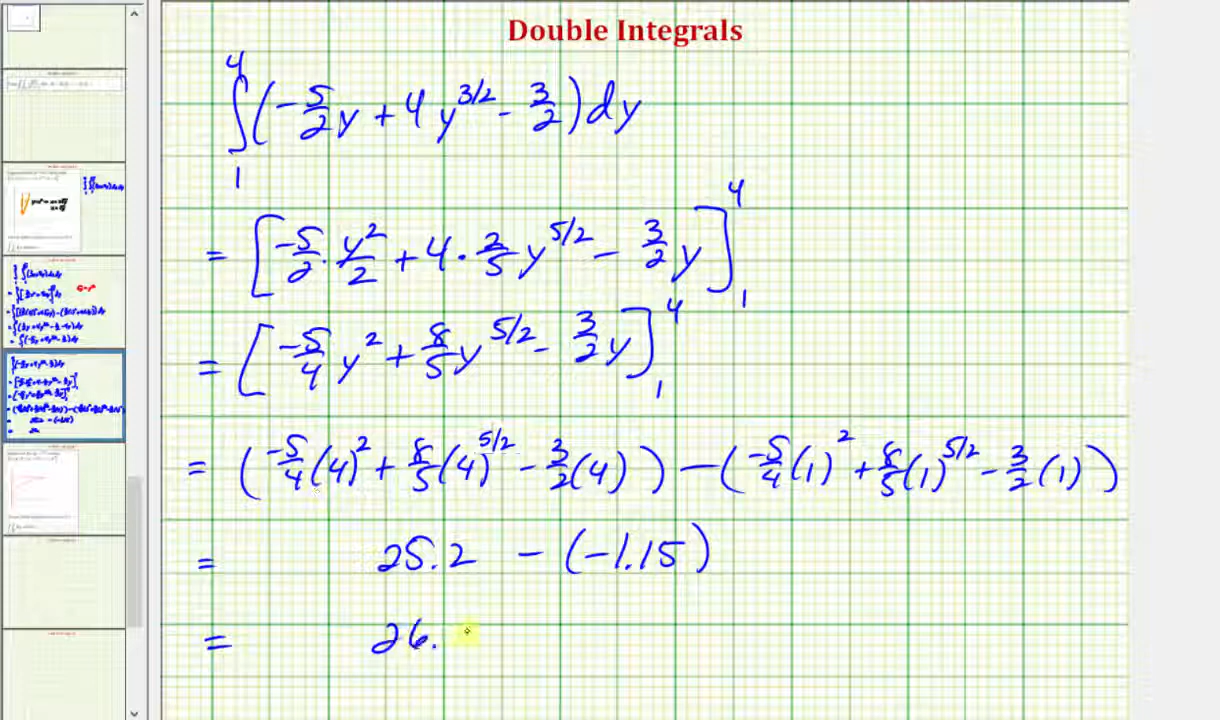 Double Integrals
∫₁⁴ (-5/2 y + 4 y^(3/2) - 3/2) dy
= [-5/2 · y²/2 + 4 · 2/5 y^(5/2) - 3/2 y]₁⁴
= [-5/4 y² + 8/5 y^(5/2) - 3/2 y]₁⁴
= (-5/4 (4)² + 8/5 (4)^(5/2) - 3/2 (4)) - (-5/4 (1)² + 8/5 (1)^(5/2) - 3/2 (1))
= 25.2 - (-1.15)
= 26.